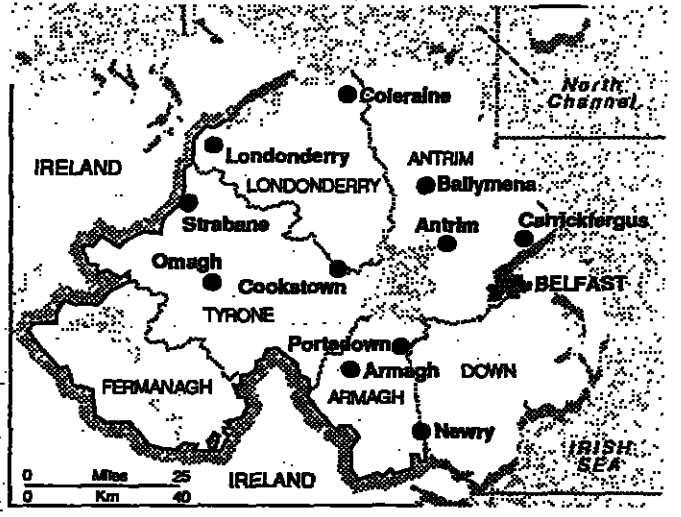 Coleraine
North
Channel
IRELAND
Londonderry
ANTRIM
LONDONDERRY
Ballymena
Strabane
Antrim
Carrickfergus
Omagh
Cookstown
BELFAST
TYRONE
Portadown
FERMANAGH
Armagh
DOWN
ARMAGH
Newry
IRISH
SEA
0 Miles 25
IRELAND
0 Km 40